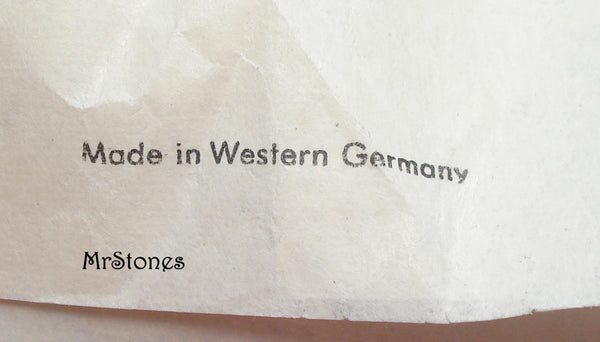 Made in Western Germany
MrStones